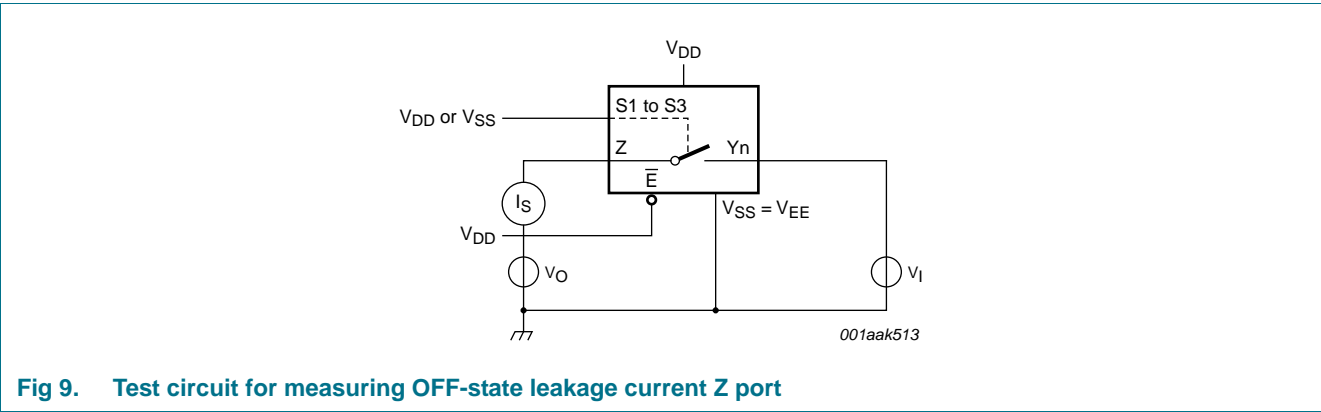 VDD
S1 to S3
VDD or VSS
Z
Yn
E̅
IS
VSS = VEE
VDD
VO
VI
001aak513
Fig 9. Test circuit for measuring OFF-state leakage current Z port